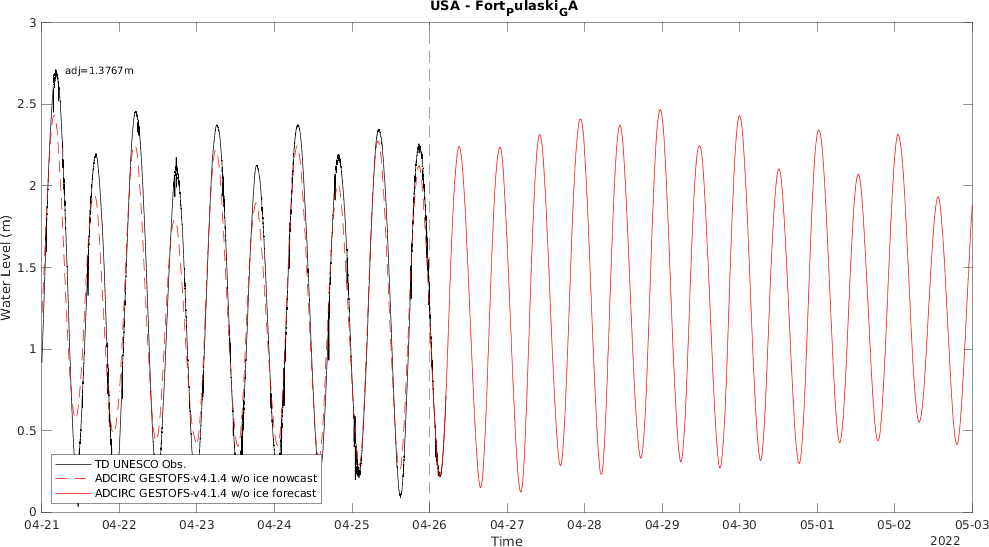 USA - FortPulaskiGA
3
adj=1.3767m
2.5
2
1.5
1
0.5
0
Water Level (m)
TD UNESCO Obs.
ADCIRC GESTOFS-v4.1.4 w/o ice nowcast
ADCIRC GESTOFS-v4.1.4 w/o ice forecast
04-21 04-22 04-23 04-24 04-25 04-26 04-27 04-28 04-29 04-30 05-01 05-02 05-03
Time
2022